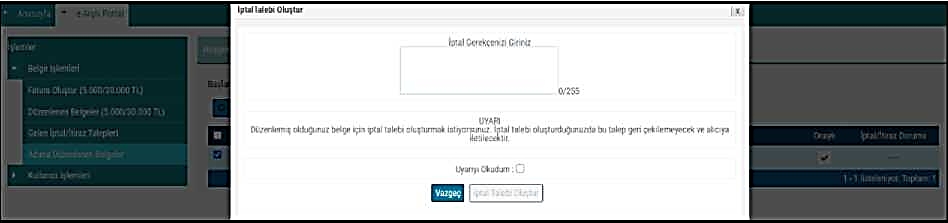 Anasayfa
e-Arşiv Portal
İptal Talebi Oluştur
x
İşlemler
Belge İşlemleri
Fatura Oluştur (5.000/30.000 TL)
Düzenlenen Belgeler (5.000/30.000 TL)
Gelen İptal/İtiraz Talepleri
Adıma Düzenlenen Belgeler
Kullanıcı İşlemleri
İptal Gerekçenizi Giriniz
0/255
UYARI
Düzenlemiş olduğunuz belge için iptal talebi oluşturmak istiyorsunuz. İptal talebi oluşturduğunuzda bu talep geri çekilemeyecek ve alıcıya
iletilecektir.
Uyarıyı Okudum :
Vazgeç
İptal Talebi Oluştur
Onaylı
İptal/İtiraz Durumu
1 - 1 listeleniyor, Toplam: 1